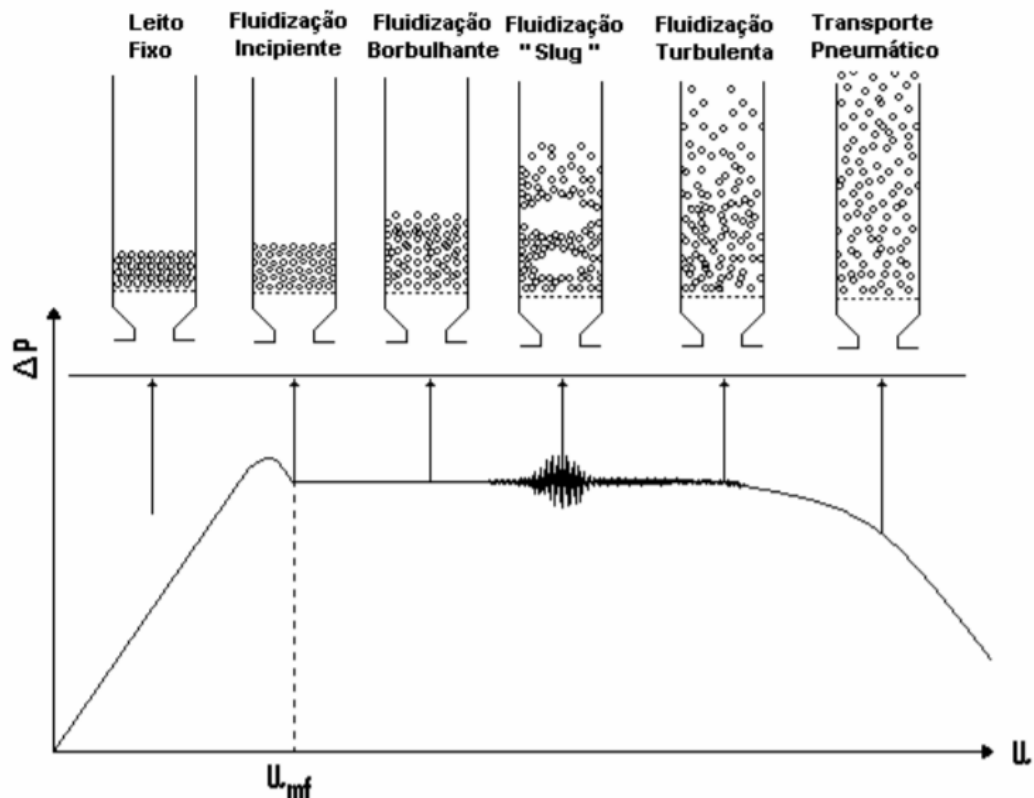 Leito
Fixo
Fluidização
Incipiente
Fluidização
Borbulhante
Fluidização
"Slug"
Fluidização
Turbulenta
Transporte
Pneumático
ΔP
U.mf
U.